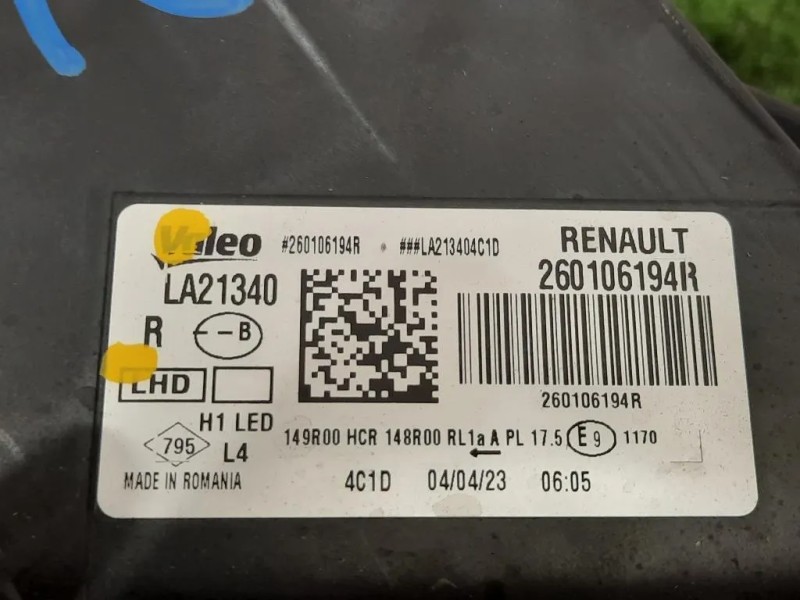 Valeo #260106194R ###LA213404C1D RENAULT
LA21340 260106194R
R B
LHD 260106194R
H1 LED 149R00 HCR 148R00 RL1a A PL 17.5 E9 1170
795 L4
MADE IN ROMANIA 4C1D 04/04/23 06:05